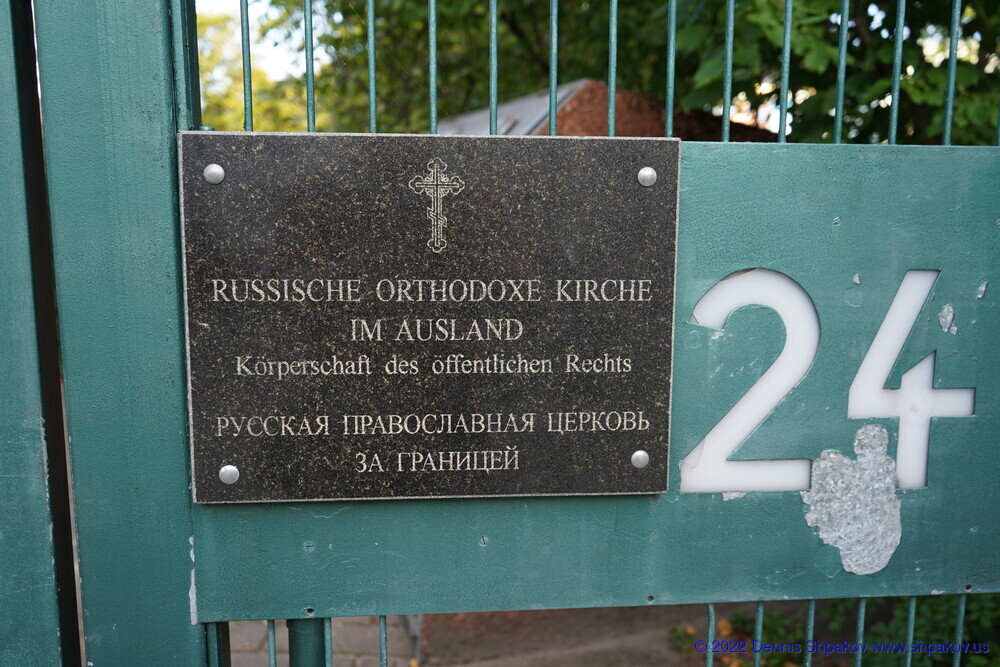 RUSSISCHE ORTHODOXE KIRCHE
IM AUSLAND
Körperschaft des öffentlichen Rechts
РУССКАЯ ПРАВОСЛАВНАЯ ЦЕРКОВЬ
ЗА ГРАНИЦЕЙ
24
© 2022 Dennis Shpakov www.shpakov.us